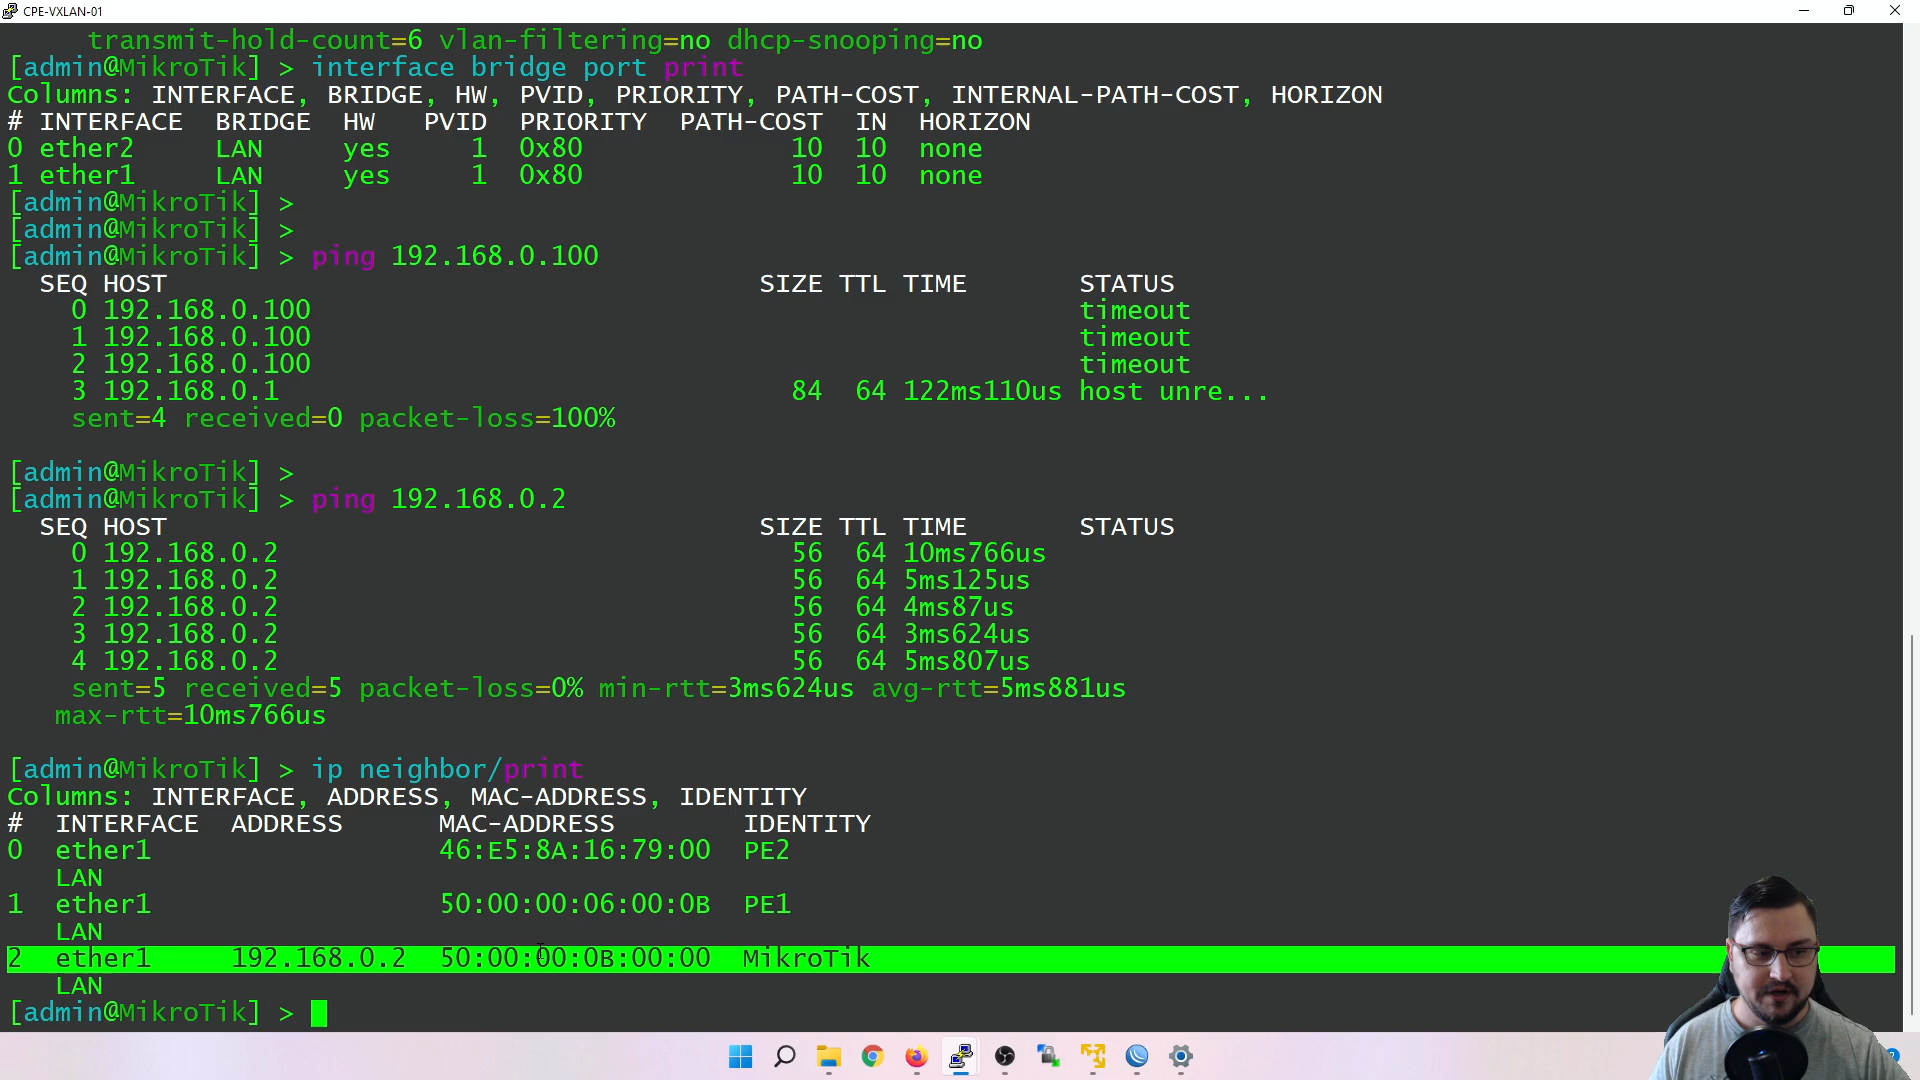 CPE-VXLAN-01
transmit-hold-count=6 vlan-filtering=no dhcp-snooping=no
[admin@MikroTik] > interface bridge port print
Columns: INTERFACE, BRIDGE, HW, PVID, PRIORITY, PATH-COST, INTERNAL-PATH-COST, HORIZON
# INTERFACE BRIDGE HW PVID PRIORITY PATH-COST IN HORIZON
0 ether2 LAN yes 1 0x80 10 10 none
1 ether1 LAN yes 1 0x80 10 10 none
[admin@MikroTik] >
[admin@MikroTik] >
[admin@MikroTik] > ping 192.168.0.100
SEQ HOST SIZE TTL TIME STATUS
0 192.168.0.100 timeout
1 192.168.0.100 timeout
2 192.168.0.100 timeout
3 192.168.0.1 84 64 122ms110us host unre...
sent=4 received=0 packet-loss=100%
[admin@MikroTik] >
[admin@MikroTik] > ping 192.168.0.2
SEQ HOST SIZE TTL TIME STATUS
0 192.168.0.2 56 64 10ms766us
1 192.168.0.2 56 64 5ms125us
2 192.168.0.2 56 64 4ms87us
3 192.168.0.2 56 64 3ms624us
4 192.168.0.2 56 64 5ms807us
sent=5 received=5 packet-loss=0% min-rtt=3ms624us avg-rtt=5ms881us
max-rtt=10ms766us
[admin@MikroTik] > ip neighbor/print
Columns: INTERFACE, ADDRESS, MAC-ADDRESS, IDENTITY
# INTERFACE ADDRESS MAC-ADDRESS IDENTITY
0 ether1 46:E5:8A:16:79:00 PE2
LAN
1 ether1 50:00:00:06:00:0B PE1
LAN
2 ether1 192.168.0.2 50:00:00:0B:00:00 MikroTik
LAN
[admin@MikroTik] >